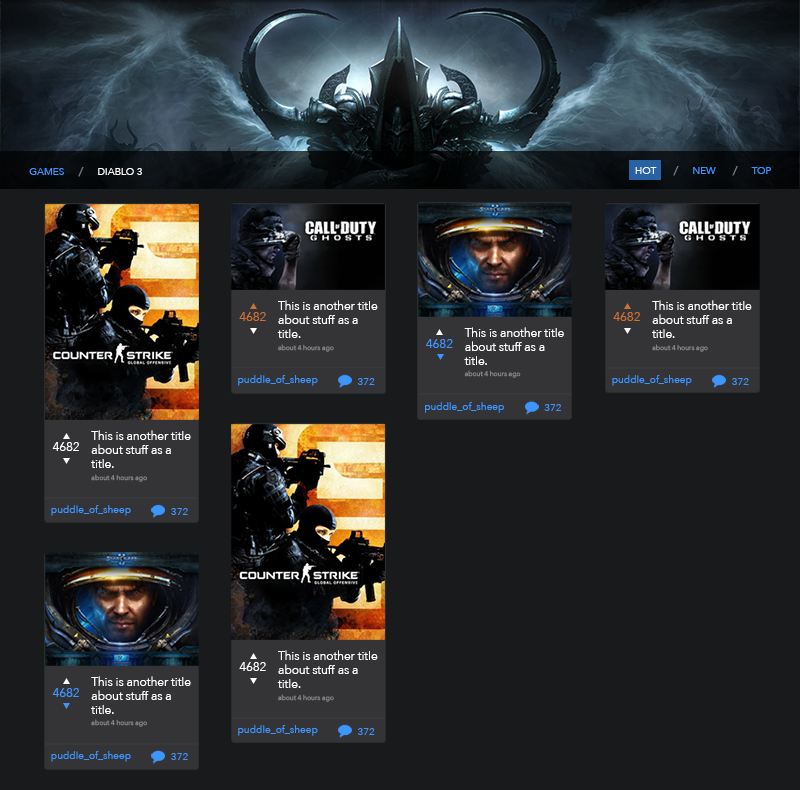 GAMES / DIABLO 3
HOT / NEW / TOP
COUNTER STRIKE
GLOBAL OFFENSIVE
4682
This is another title
about stuff as a
title.
about 4 hours ago
puddle_of_sheep
372
4682
This is another title
about stuff as a
title.
about 4 hours ago
puddle_of_sheep
372
CALL OF DUTY
GHOSTS
4682
This is another title
about stuff as a
title.
about 4 hours ago
puddle_of_sheep
372
COUNTER STRIKE
GLOBAL OFFENSIVE
4682
This is another title
about stuff as a
title.
about 4 hours ago
puddle_of_sheep
372
4682
This is another title
about stuff as a
title.
about 4 hours ago
puddle_of_sheep
372
CALL OF DUTY
GHOSTS
4682
This is another title
about stuff as a
title.
about 4 hours ago
puddle_of_sheep
372